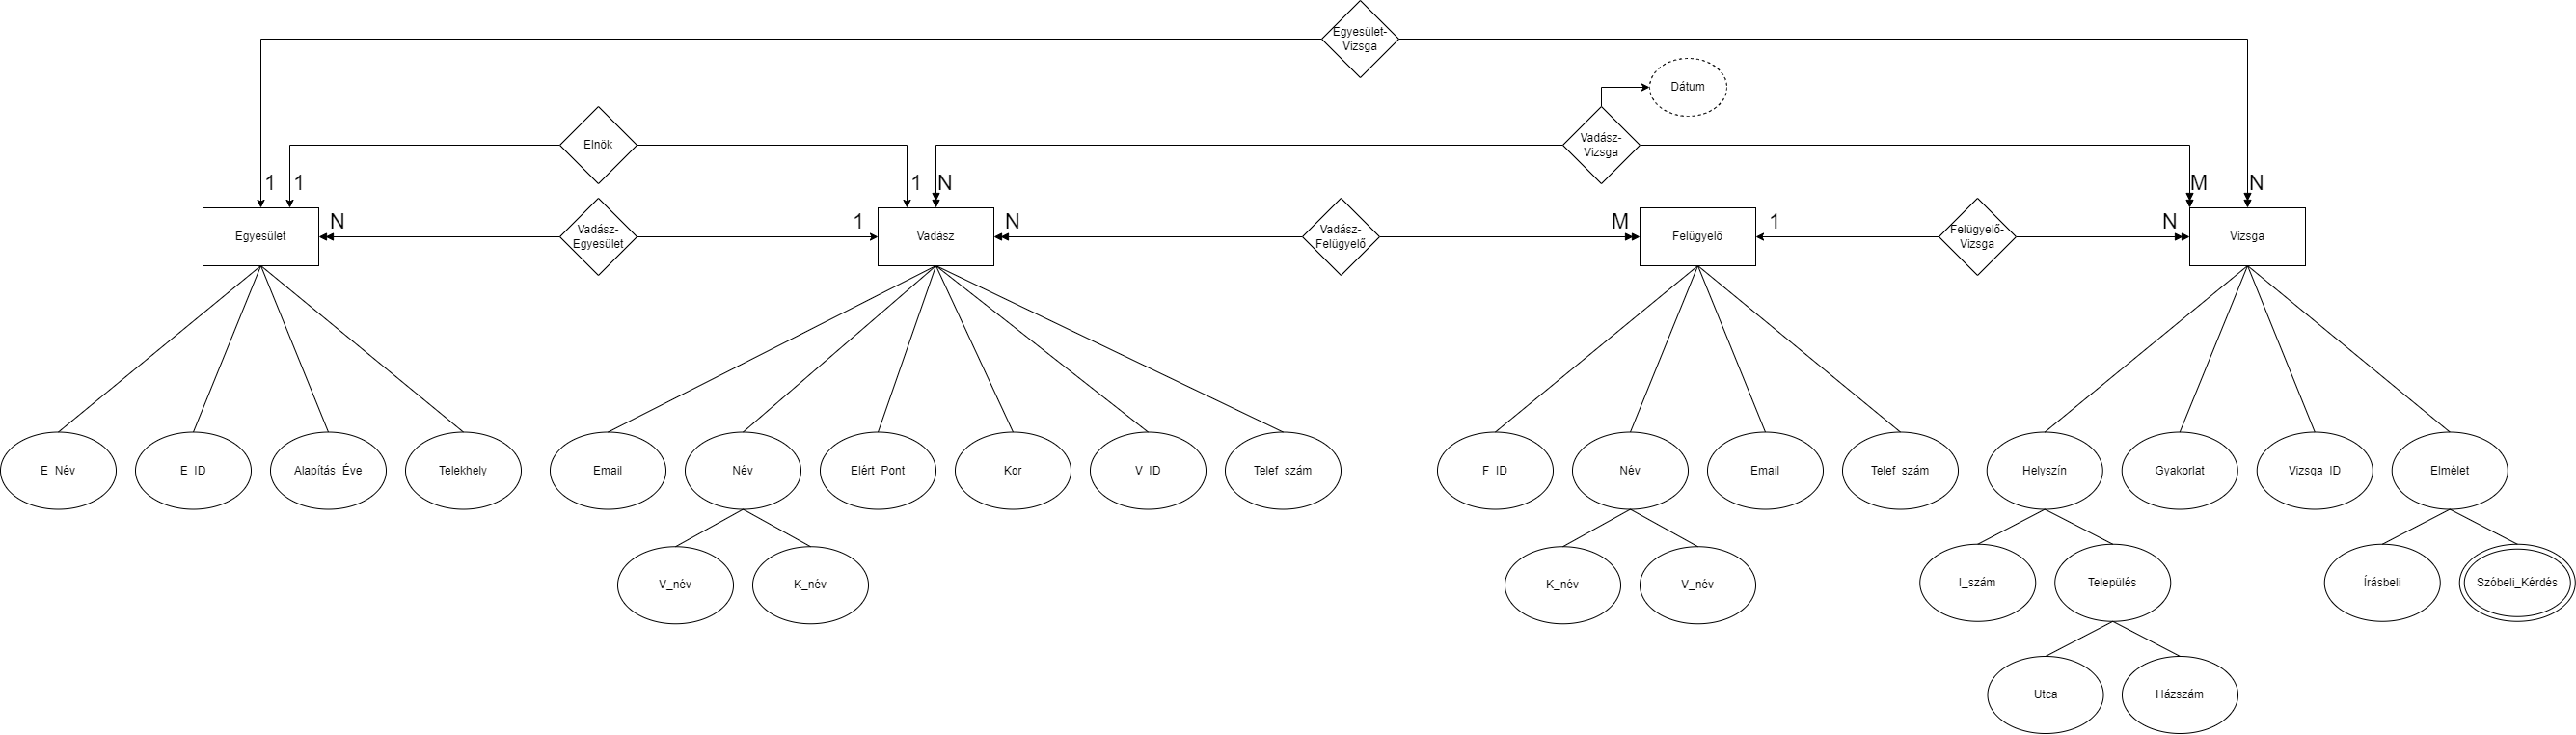 Egyesület-
Vizsga
Dátum
Elnök
Vadász-
Vizsga
1
1
1
N
M
N
Egyesület
N
Vadász-
Egyesület
1
Vadász
N
Vadász-
Felügyelő
M
Felügyelő
1
Felügyelő-
Vizsga
N
Vizsga
E_Név
E_ID
Alapítás_Éve
Telekhely
Email
Név
Elért_Pont
Kor
V_ID
Telef_szám
F_ID
Név
Email
Telef_szám
Helyszín
Gyakorlat
Vizsga_ID
Elmélet
V_név
K_név
K_név
V_név
I_szám
Település
Írásbeli
Szóbeli_Kérdés
Utca
Házszám